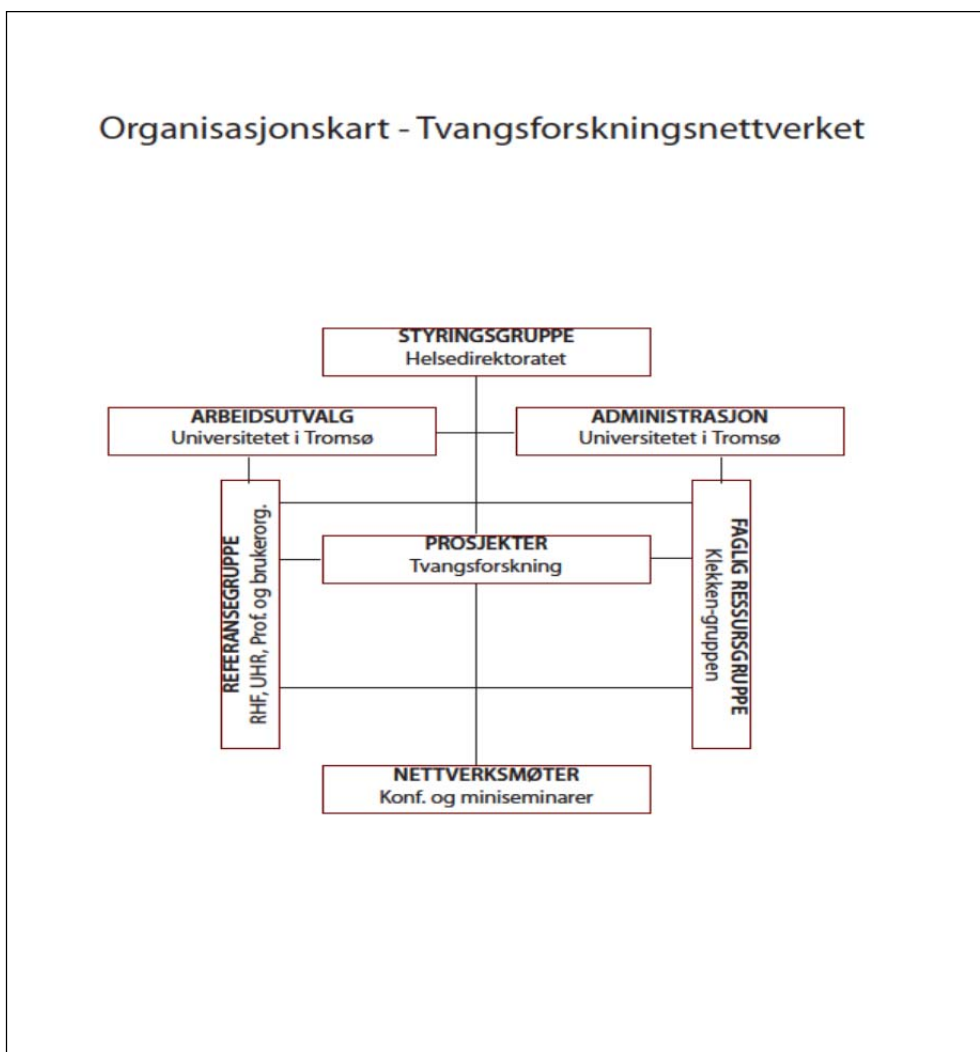 Organisasjonskart - Tvangsforskningsnettverket
STYRINGSGRUPPE
Helsedirektoratet
ARBEIDSUTVALG
Universitetet i Tromsø
ADMINISTRASJON
Universitetet i Tromsø
REFERANSEGRUPPE
RHF, UHR, Prof. og brukerorg.
PROSJEKTER
Tvangsforskning
FAGLIG RESSURSGRUPPE
Klekken-gruppen
NETTVERKSMØTER
Konf. og miniseminarer